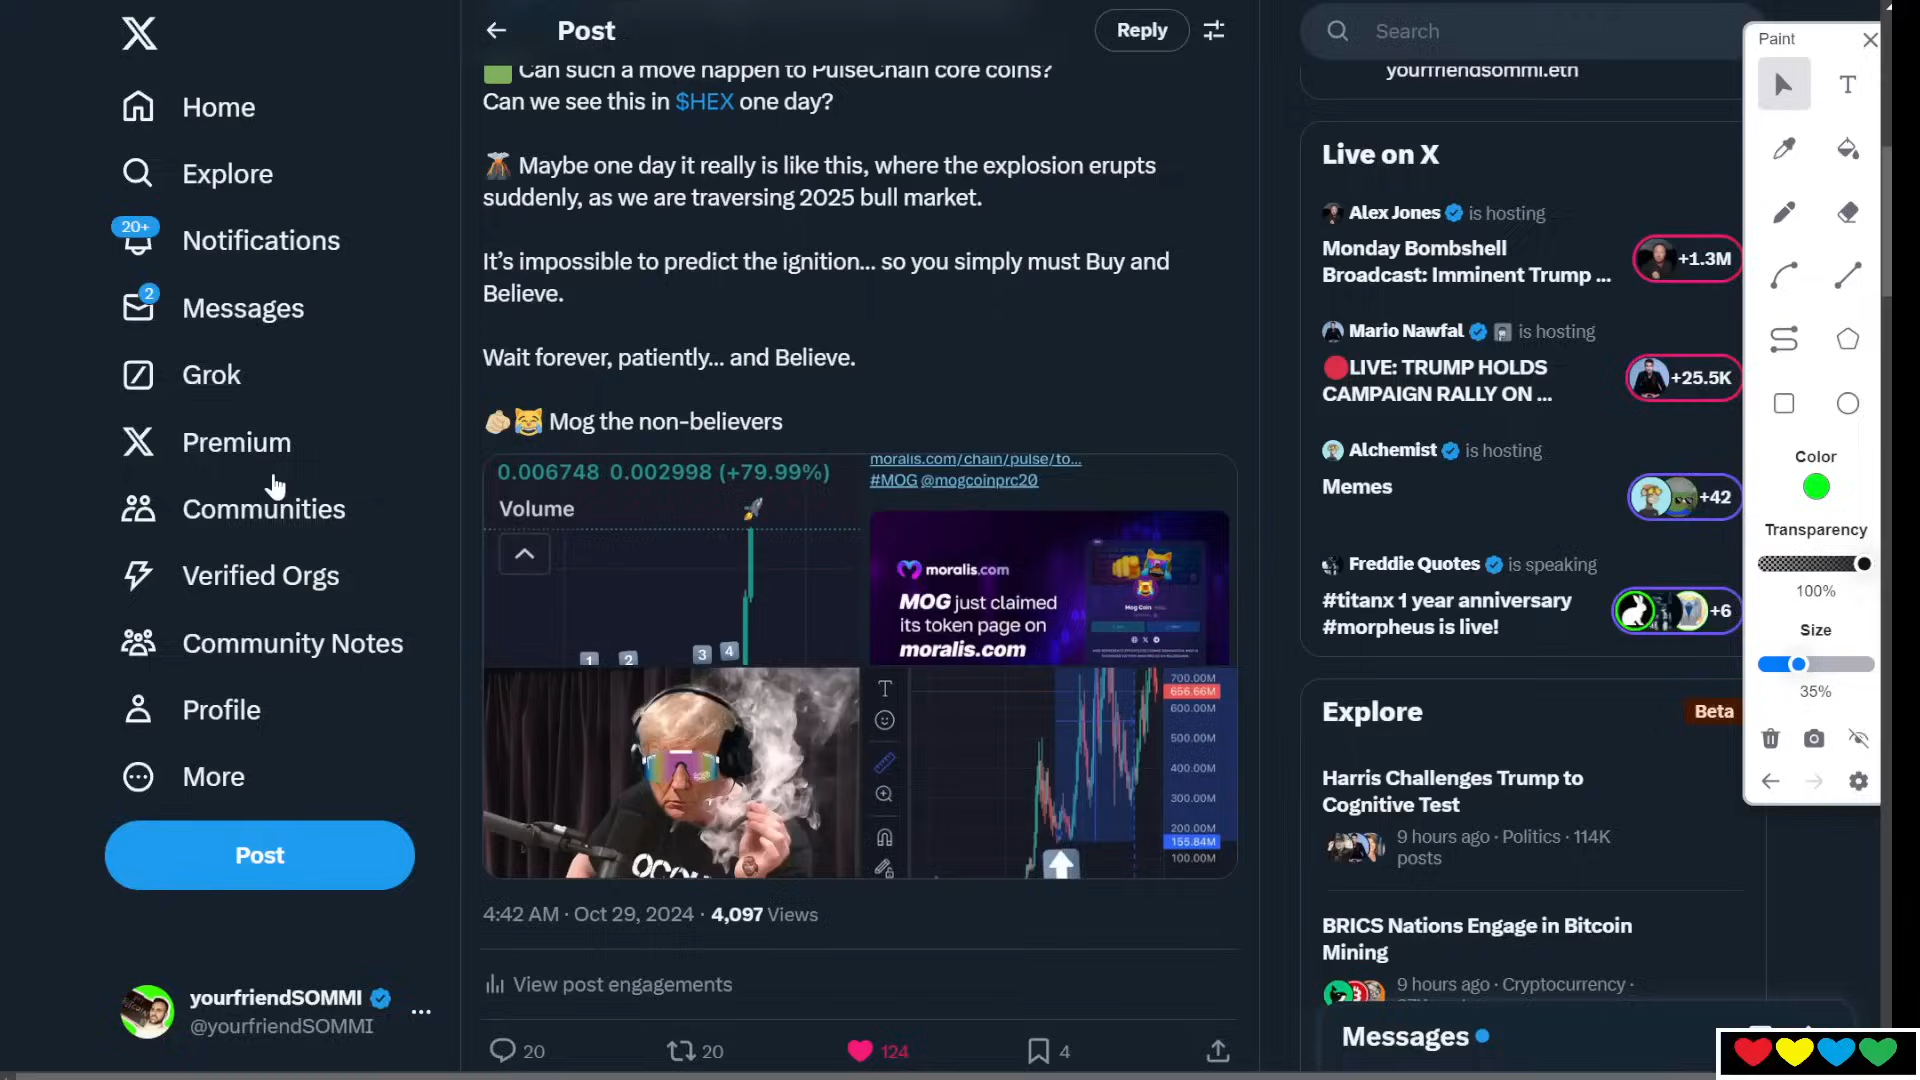 Home
Explore
20+
Notifications
2
Messages
Grok
Premium
Communities
Verified Orgs
Community Notes
Profile
More
Post
yourfriendSOMMI
@yourfriendSOMMI
Post
Reply
Can such a move happen to PulseChain core coins?
Can we see this in $HEX one day?
Maybe one day it really is like this, where the explosion erupts
suddenly, as we are traversing 2025 bull market.
It's impossible to predict the ignition... so you simply must Buy and
Believe.
Wait forever, patiently... and Believe.
Mog the non-believers
0.006748 0.002998 (+79.99%)
Volume
1 2 3 4
moralis.com/chain/pulse/to...
#MOG @mogcoinprc20
moralis.com
MOG just claimed
its token page on
moralis.com
Mog Coin
700.00M
656.66M
600.00M
500.00M
400.00M
300.00M
200.00M
155.84M
100.00M
4:42 AM · Oct 29, 2024 · 4,097 Views
View post engagements
20
20
124
4
Search
yourfriendsommi.eth
Live on X
Alex Jones is hosting
Monday Bombshell
Broadcast: Imminent Trump ...
+1.3M
Mario Nawfal is hosting
LIVE: TRUMP HOLDS
CAMPAIGN RALLY ON ...
+25.5K
Alchemist is hosting
Memes
+42
Freddie Quotes is speaking
#titanx 1 year anniversary
#morpheus is live!
+6
Explore
Beta
Harris Challenges Trump to
Cognitive Test
9 hours ago · Politics · 114K
posts
BRICS Nations Engage in Bitcoin
Mining
9 hours ago · Cryptocurrency ·
Messages
Paint
T
Color
Transparency
100%
Size
35%